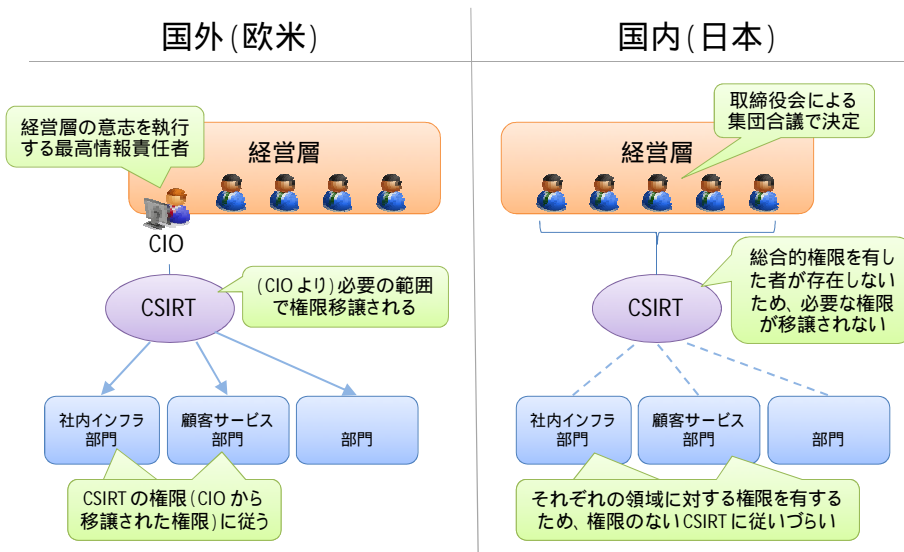 国外(欧米)
経営層の意志を執行
する最高情報責任者
経営層
CIO
CSIRT
(CIOより)必要の範囲
で権限移譲される
社内インフラ
部門
顧客サービス
部門
部門
CSIRTの権限(CIOから
移譲された権限)に従う
国内(日本)
取締役会による
集団合議で決定
経営層
総合的権限を有し
た者が存在しない
ため、必要な権限
が移譲されない
CSIRT
社内インフラ
部門
顧客サービス
部門
部門
それぞれの領域に対する権限を有する
ため、権限のないCSIRTに従いづらい